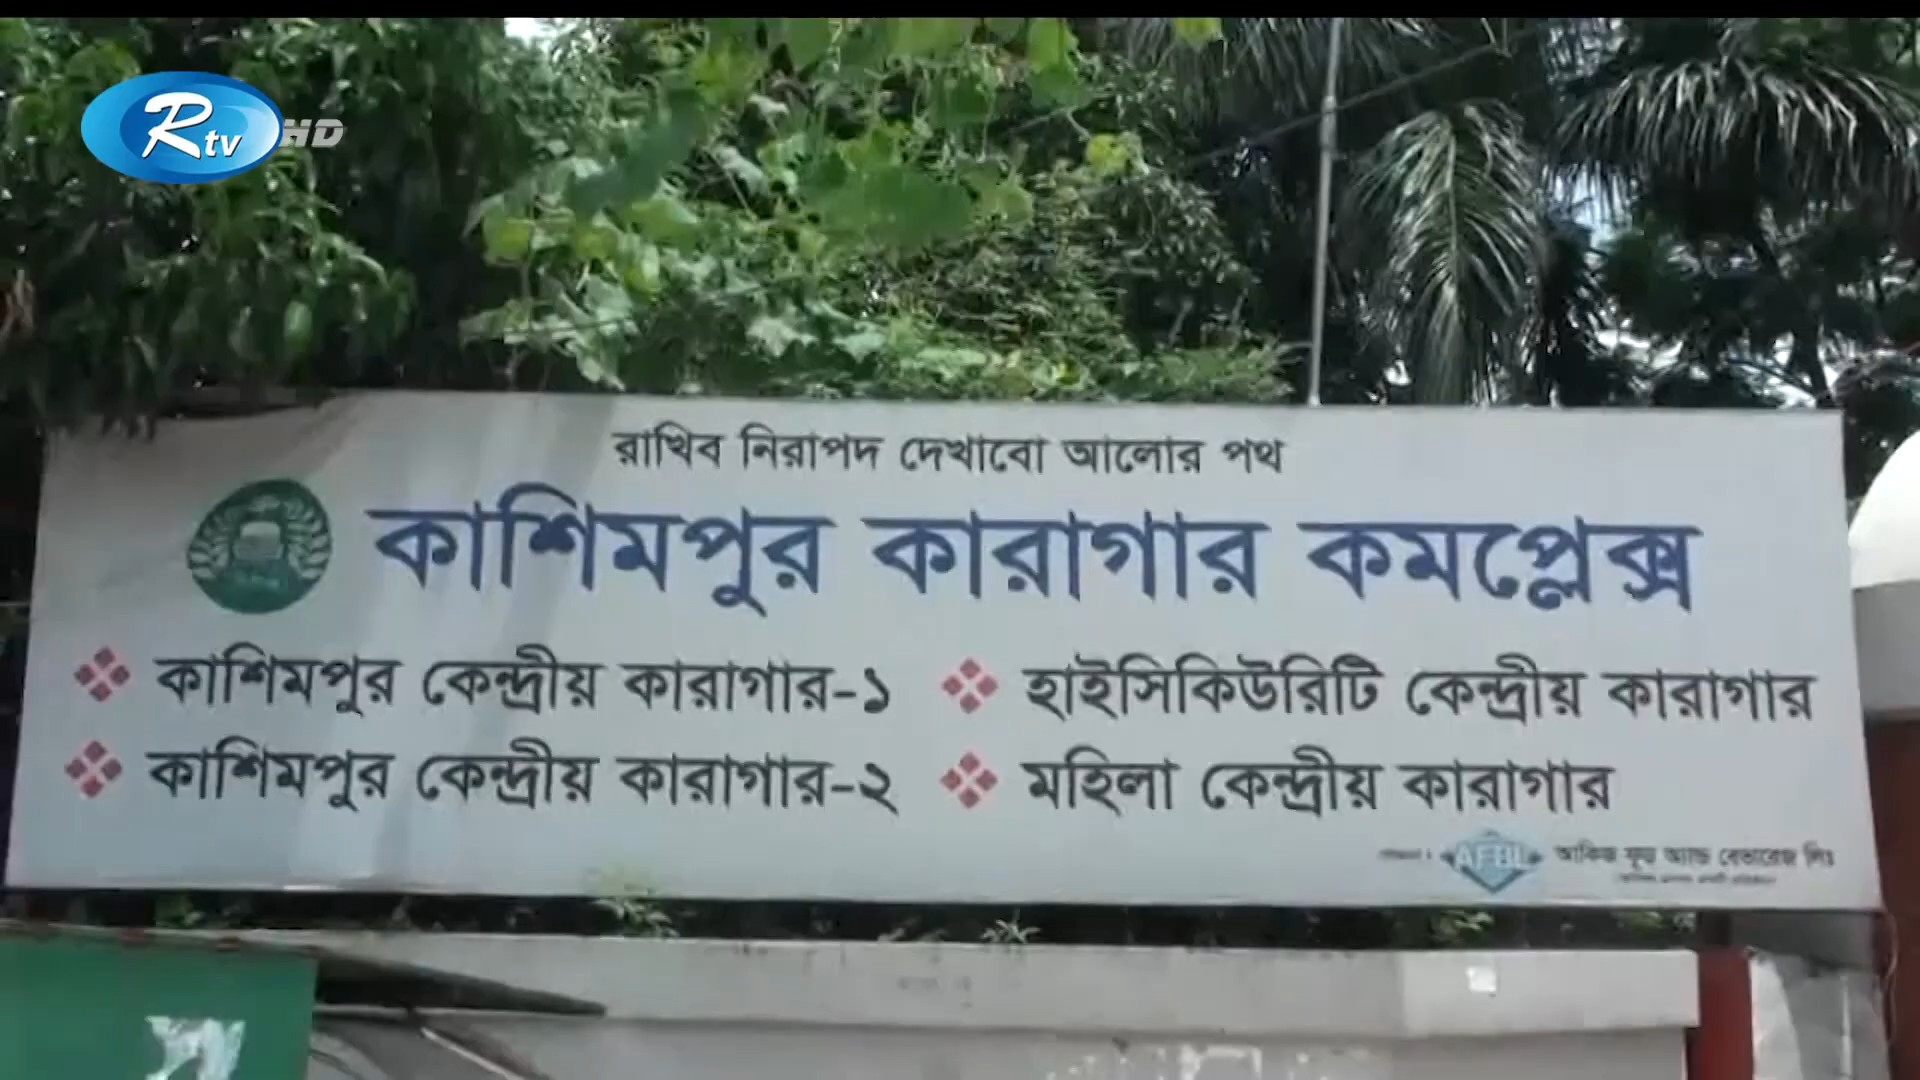 Rtv HD
রাখিব নিরাপদ দেখাবো আলোর পথ
কাশিমপুর কারাগার কমপ্লেক্স
কাশিমপুর কেন্দ্রীয় কারাগার-১
হাইসিকিউরিটি কেন্দ্রীয় কারাগার
কাশিমপুর কেন্দ্রীয় কারাগার-২
মহিলা কেন্দ্রীয় কারাগার
AFBL আকিজ ফুড অ্যান্ড বেভারেজ লিঃ